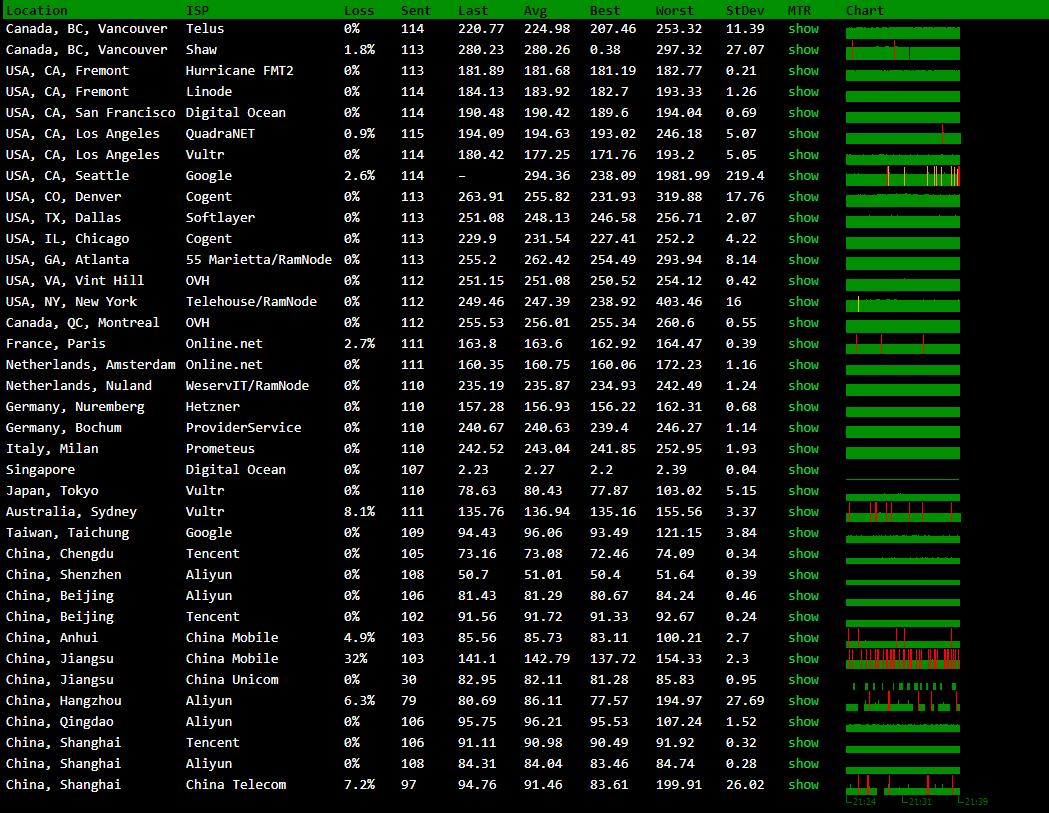 Location ISP Loss Sent Last Avg Best Worst StDev MTR Chart
Canada, BC, Vancouver Telus 0% 114 220.77 224.98 207.46 253.32 11.39 show
Canada, BC, Vancouver Shaw 1.8% 113 280.23 280.26 0.38 297.32 27.07 show
USA, CA, Fremont Hurricane FMT2 0% 113 181.89 181.68 181.19 182.77 0.21 show
USA, CA, Fremont Linode 0% 114 184.13 183.92 182.7 193.33 1.26 show
USA, CA, San Francisco Digital Ocean 0% 114 190.48 190.42 189.6 194.04 0.69 show
USA, CA, Los Angeles QuadraNET 0.9% 115 194.09 194.63 193.02 246.18 5.07 show
USA, CA, Los Angeles Vultr 0% 114 180.42 177.25 171.76 193.2 5.05 show
USA, CA, Seattle Google 2.6% 114 – 294.36 238.09 1981.99 219.4 show
USA, CO, Denver Cogent 0% 113 263.91 255.82 231.93 319.88 17.76 show
USA, TX, Dallas Softlayer 0% 113 251.08 248.13 246.58 256.71 2.07 show
USA, IL, Chicago Cogent 0% 113 229.9 231.54 227.41 252.2 4.22 show
USA, GA, Atlanta 55 Marietta/RamNode 0% 113 255.2 262.42 254.49 293.94 8.14 show
USA, VA, Vint Hill OVH 0% 112 251.15 251.08 250.52 254.12 0.42 show
USA, NY, New York Telehouse/RamNode 0% 112 249.46 247.39 238.92 403.46 16 show
Canada, QC, Montreal OVH 0% 112 255.53 256.01 255.34 260.6 0.55 show
France, Paris Online.net 2.7% 111 163.8 163.6 162.92 164.47 0.39 show
Netherlands, Amsterdam Online.net 0% 111 160.35 160.75 160.06 172.23 1.16 show
Netherlands, Nuland WeservIT/RamNode 0% 110 235.19 235.87 234.93 242.49 1.24 show
Germany, Nuremberg Hetzner 0% 110 157.28 156.93 156.22 162.31 0.68 show
Germany, Bochum ProviderService 0% 110 240.67 240.63 239.4 246.27 1.14 show
Italy, Milan Prometeus 0% 110 242.52 243.04 241.85 252.95 1.93 show
Singapore Digital Ocean 0% 107 2.23 2.27 2.2 2.39 0.04 show
Japan, Tokyo Vultr 0% 110 78.63 80.43 77.87 103.02 5.15 show
Australia, Sydney Vultr 8.1% 111 135.76 136.94 135.16 155.56 3.37 show
Taiwan, Taichung Google 0% 109 94.43 96.06 93.49 121.15 3.84 show
China, Chengdu Tencent 0% 105 73.16 73.08 72.46 74.09 0.34 show
China, Shenzhen Aliyun 0% 108 50.7 51.01 50.4 51.64 0.39 show
China, Beijing Aliyun 0% 106 81.43 81.29 80.67 84.24 0.46 show
China, Beijing Tencent 0% 102 91.56 91.72 91.33 92.67 0.24 show
China, Anhui China Mobile 4.9% 103 85.56 85.73 83.11 100.21 2.7 show
China, Jiangsu China Mobile 32% 103 141.1 142.79 137.72 154.33 2.3 show
China, Jiangsu China Unicom 0% 30 82.95 82.11 81.28 85.83 0.95 show
China, Hangzhou Aliyun 6.3% 79 80.69 86.11 77.57 194.97 27.69 show
China, Qingdao Aliyun 0% 106 95.75 96.21 95.53 107.24 1.52 show
China, Shanghai Tencent 0% 106 91.11 90.98 90.49 91.92 0.32 show
China, Shanghai Aliyun 0% 108 84.31 84.04 83.46 84.74 0.28 show
China, Shanghai China Telecom 7.2% 97 94.76 91.46 83.61 199.91 26.02 show
21:24 21:31 21:39